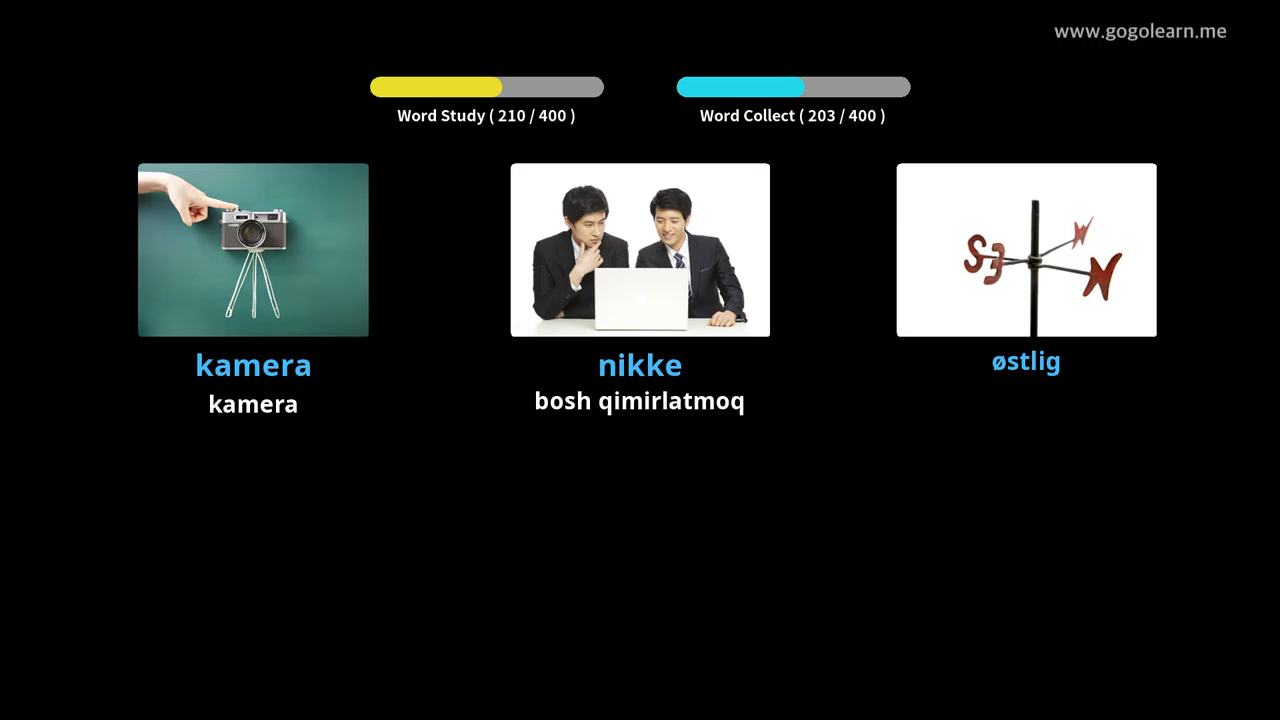 www.gogolearn.me
Word Study ( 210 / 400 )
Word Collect ( 203 / 400 )
kamera
kamera
nikke
bosh qimirlatmoq
S E N W
østlig